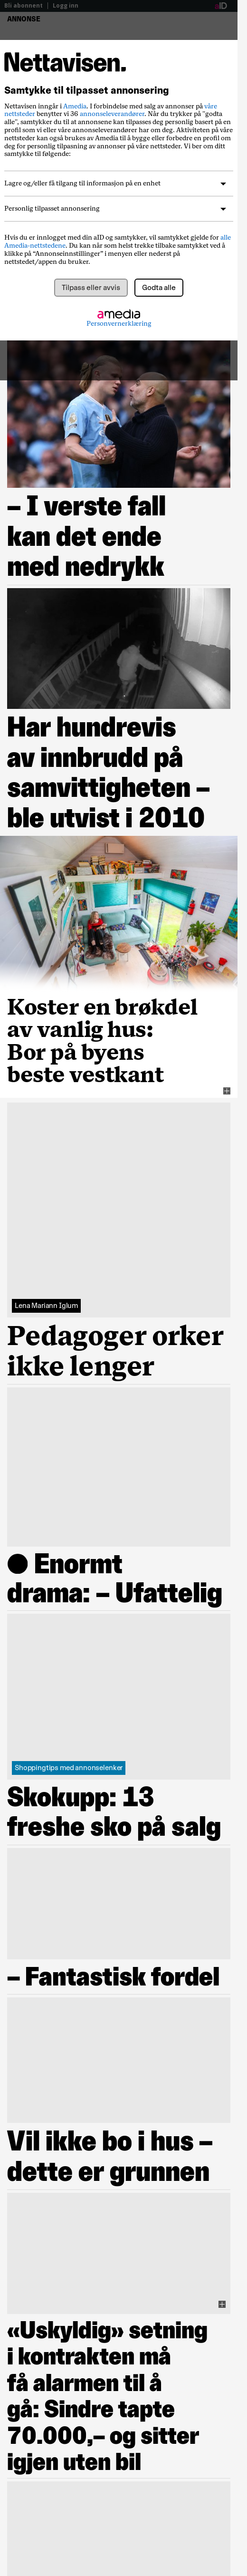 Bli abonnent | Logg inn
aID
ANNONSE
Nettavisen.
Samtykke til tilpasset annonsering
Nettavisen inngår i Amedia. I forbindelse med salg av annonser på våre
nettsteder benytter vi 36 annonseleverandører. Når du trykker på "godta
alle", samtykker du til at annonsene kan tilpasses deg personlig basert på din
profil som vi eller våre annonseleverandører har om deg. Aktiviteten på våre
nettsteder kan også brukes av Amedia til å bygge eller forbedre en profil om
deg for personlig tilpasning av annonser på våre nettsteder. Vi ber om ditt
samtykke til følgende:
Lagre og/eller få tilgang til informasjon på en enhet
Personlig tilpasset annonsering
Hvis du er innlogget med din aID og samtykker, vil samtykket gjelde for alle
Amedia-nettstedene. Du kan når som helst trekke tilbake samtykket ved å
klikke på “Annonseinnstillinger” i menyen eller nederst på
nettstedet/appen du bruker.
Tilpass eller avvis
Godta alle
amedia
Personvernerklæring
– I verste fall
kan det ende
med nedrykk
Har hundrevis
av innbrudd på
samvittigheten –
ble utvist i 2010
Koster en brøkdel
av vanlig hus:
Bor på byens
beste vestkant
Lena Mariann Iglum
Pedagoger orker
ikke lenger
● Enormt
drama: – Ufattelig
Shoppingtips med annonselenker
Skokupp: 13
freshe sko på salg
– Fantastisk fordel
Vil ikke bo i hus –
dette er grunnen
«Uskyldig» setning
i kontrakten må
få alarmen til å
gå: Sindre tapte
70.000,– og sitter
igjen uten bil